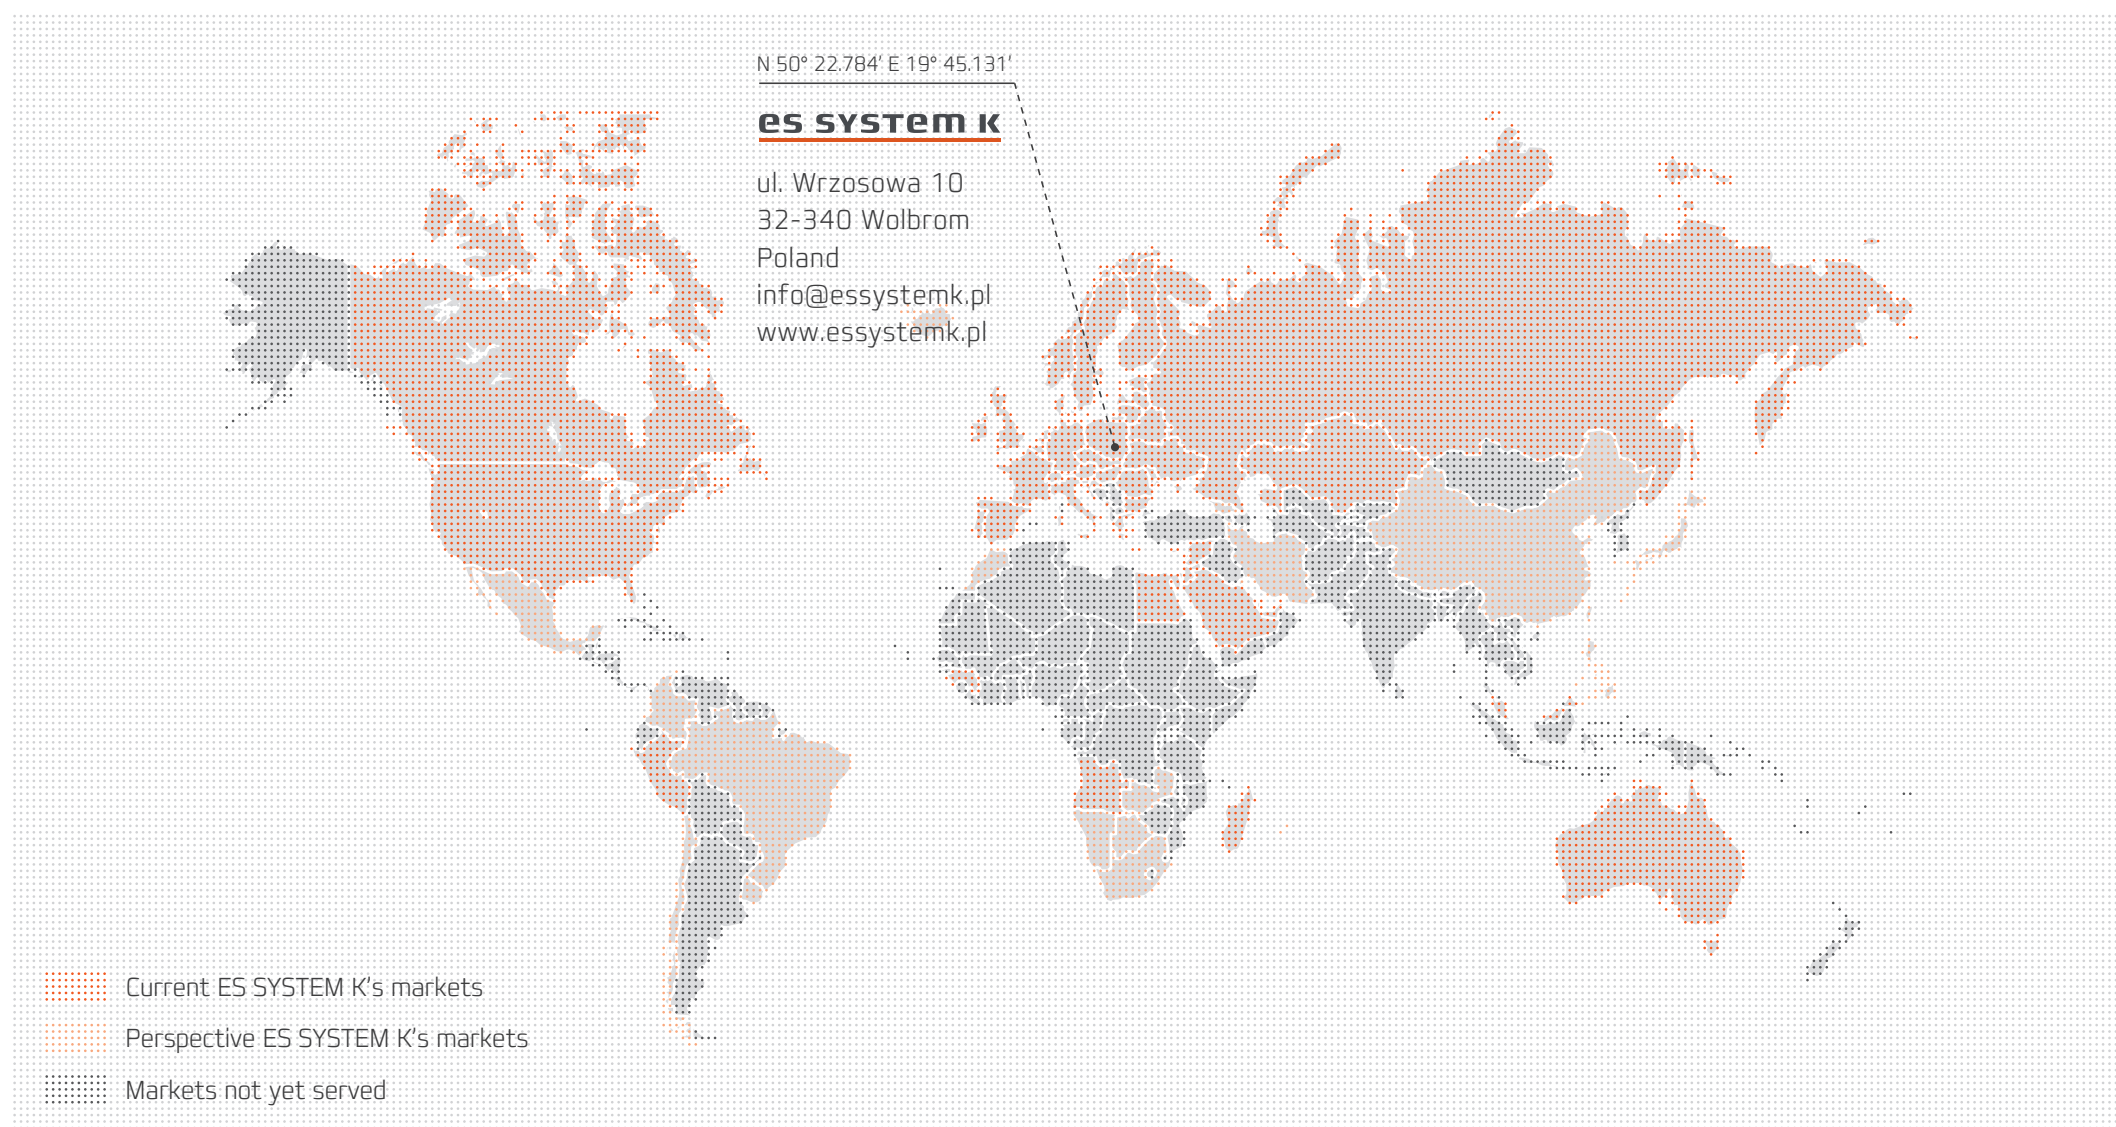 N 50° 22.784’ E 19° 45.131’
es system k
ul. Wrzosowa 10
32-340 Wolbrom
Poland
info@essystemk.pl
www.essystemk.pl
Current ES SYSTEM K’s markets
Perspective ES SYSTEM K’s markets
Markets not yet served